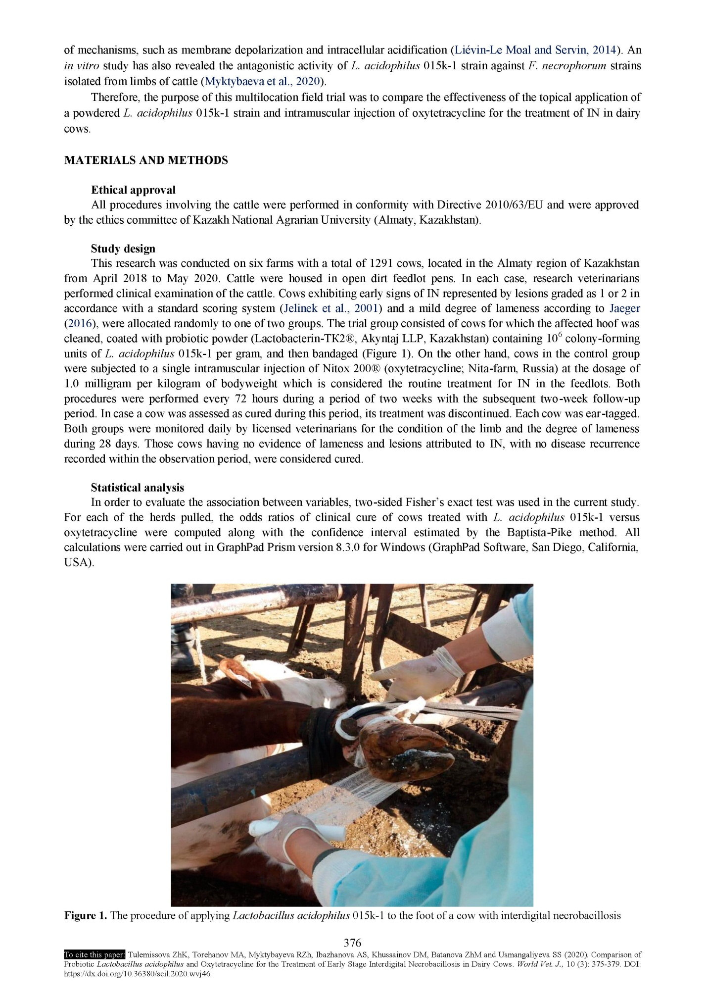 of mechanisms, such as membrane depolarization and intracellular acidification (Liévin-Le Moal and Servin, 2014). An
in vitro study has also revealed the antagonistic activity of L. acidophilus 015k-1 strain against F. necrophorum strains
isolated from limbs of cattle (Myktybaeva et al., 2020).
Therefore, the purpose of this multilocation field trial was to compare the effectiveness of the topical application of
a powdered L. acidophilus 015k-1 strain and intramuscular injection of oxytetracycline for the treatment of IN in dairy
cows.
MATERIALS AND METHODS
Ethical approval
All procedures involving the cattle were performed in conformity with Directive 2010/63/EU and were approved
by the ethics committee of Kazakh National Agrarian University (Almaty, Kazakhstan).
Study design
This research was conducted on six farms with a total of 1291 cows, located in the Almaty region of Kazakhstan
from April 2018 to May 2020. Cattle were housed in open dirt feedlot pens. In each case, research veterinarians
performed clinical examination of the cattle. Cows exhibiting early signs of IN represented by lesions graded as 1 or 2 in
accordance with a standard scoring system (Jelinek et al., 2001) and a mild degree of lameness according to Jaeger
(2016), were allocated randomly to one of two groups. The trial group consisted of cows for which the affected hoof was
cleaned, coated with probiotic powder (Lactobacterin-TK2®, Akyntaj LLP, Kazakhstan) containing 10⁶ colony-forming
units of L. acidophilus 015k-1 per gram, and then bandaged (Figure 1). On the other hand, cows in the control group
were subjected to a single intramuscular injection of Nitox 200® (oxytetracycline; Nita-farm, Russia) at the dosage of
1.0 milligram per kilogram of bodyweight which is considered the routine treatment for IN in the feedlots. Both
procedures were performed every 72 hours during a period of two weeks with the subsequent two-week follow-up
period. In case a cow was assessed as cured during this period, its treatment was discontinued. Each cow was ear-tagged.
Both groups were monitored daily by licensed veterinarians for the condition of the limb and the degree of lameness
during 28 days. Those cows having no evidence of lameness and lesions attributed to IN, with no disease recurrence
recorded within the observation period, were considered cured.
Statistical analysis
In order to evaluate the association between variables, two-sided Fisher's exact test was used in the current study.
For each of the herds pulled, the odds ratios of clinical cure of cows treated with L. acidophilus 015k-1 versus
oxytetracycline were computed along with the confidence interval estimated by the Baptista-Pike method. All
calculations were carried out in GraphPad Prism version 8.3.0 for Windows (GraphPad Software, San Diego, California,
USA).
Figure 1. The procedure of applying Lactobacillus acidophilus 015k-1 to the foot of a cow with interdigital necrobacillosis
376
To cite this paper: Tulemissova ZhK, Torehanov MA, Myktybayeva RZh, Ibazhanova AS, Khussainov DM, Batanova ZhM and Usmangaliyeva SS (2020). Comparison of
Probiotic Lactobacillus acidophilus and Oxytetracycline for the Treatment of Early Stage Interdigital Necrobacillosis in Dairy Cows. World Vet. J., 10 (3): 375-379. DOI:
https://dx.doi.org/10.36380/scil.2020.wvj46